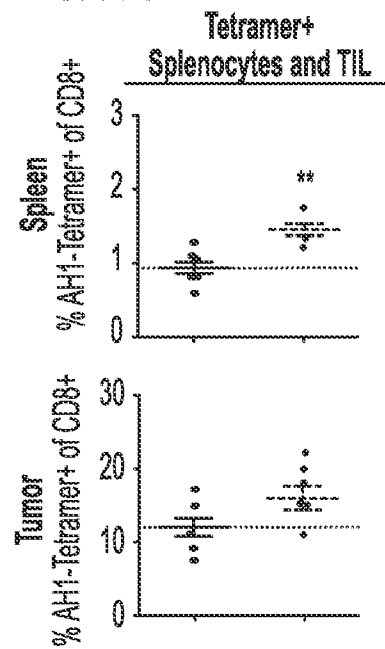 Tetramer+
Splenocytes and TIL
Spleen
% AH1-Tetramer+ of CD8+
3
2
1
0
**
Tumor
% AH1-Tetramer+ of CD8+
30
20
10
0